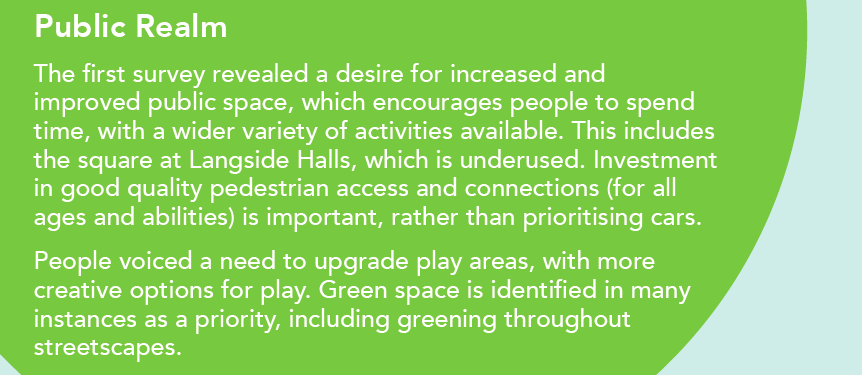 Public Realm
The first survey revealed a desire for increased and
improved public space, which encourages people to spend
time, with a wider variety of activities available. This includes
the square at Langside Halls, which is underused. Investment
in good quality pedestrian access and connections (for all
ages and abilities) is important, rather than prioritising cars.
People voiced a need to upgrade play areas, with more
creative options for play. Green space is identified in many
instances as a priority, including greening throughout
streetscapes.